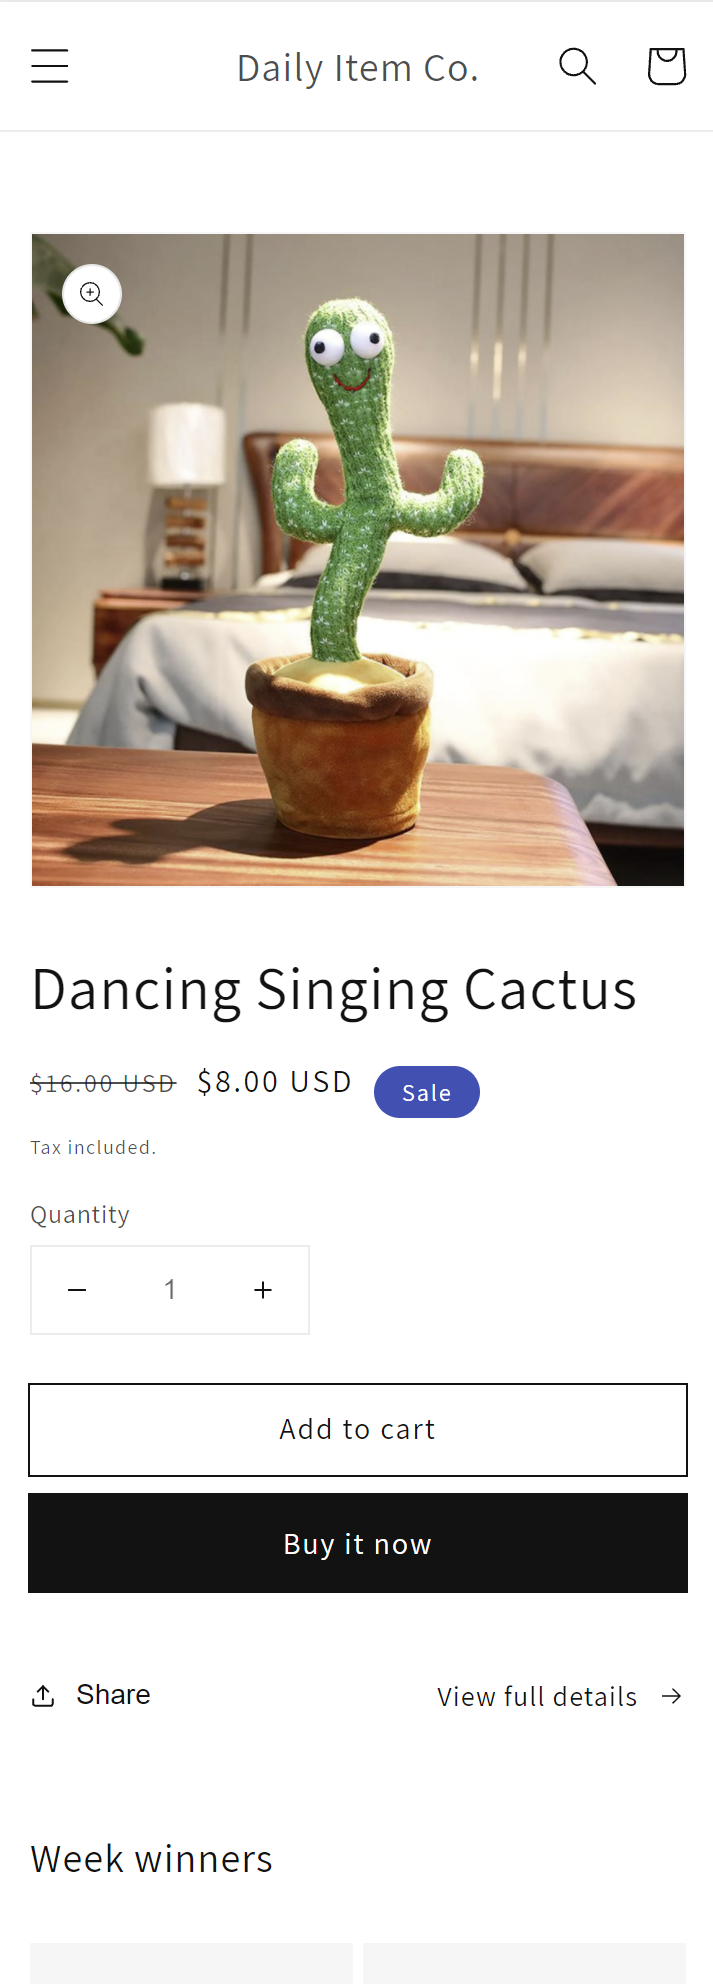 Daily Item Co.
Dancing Singing Cactus
$16.00 USD $8.00 USD Sale
Tax included.
Quantity
1
Add to cart
Buy it now
Share View full details
Week winners